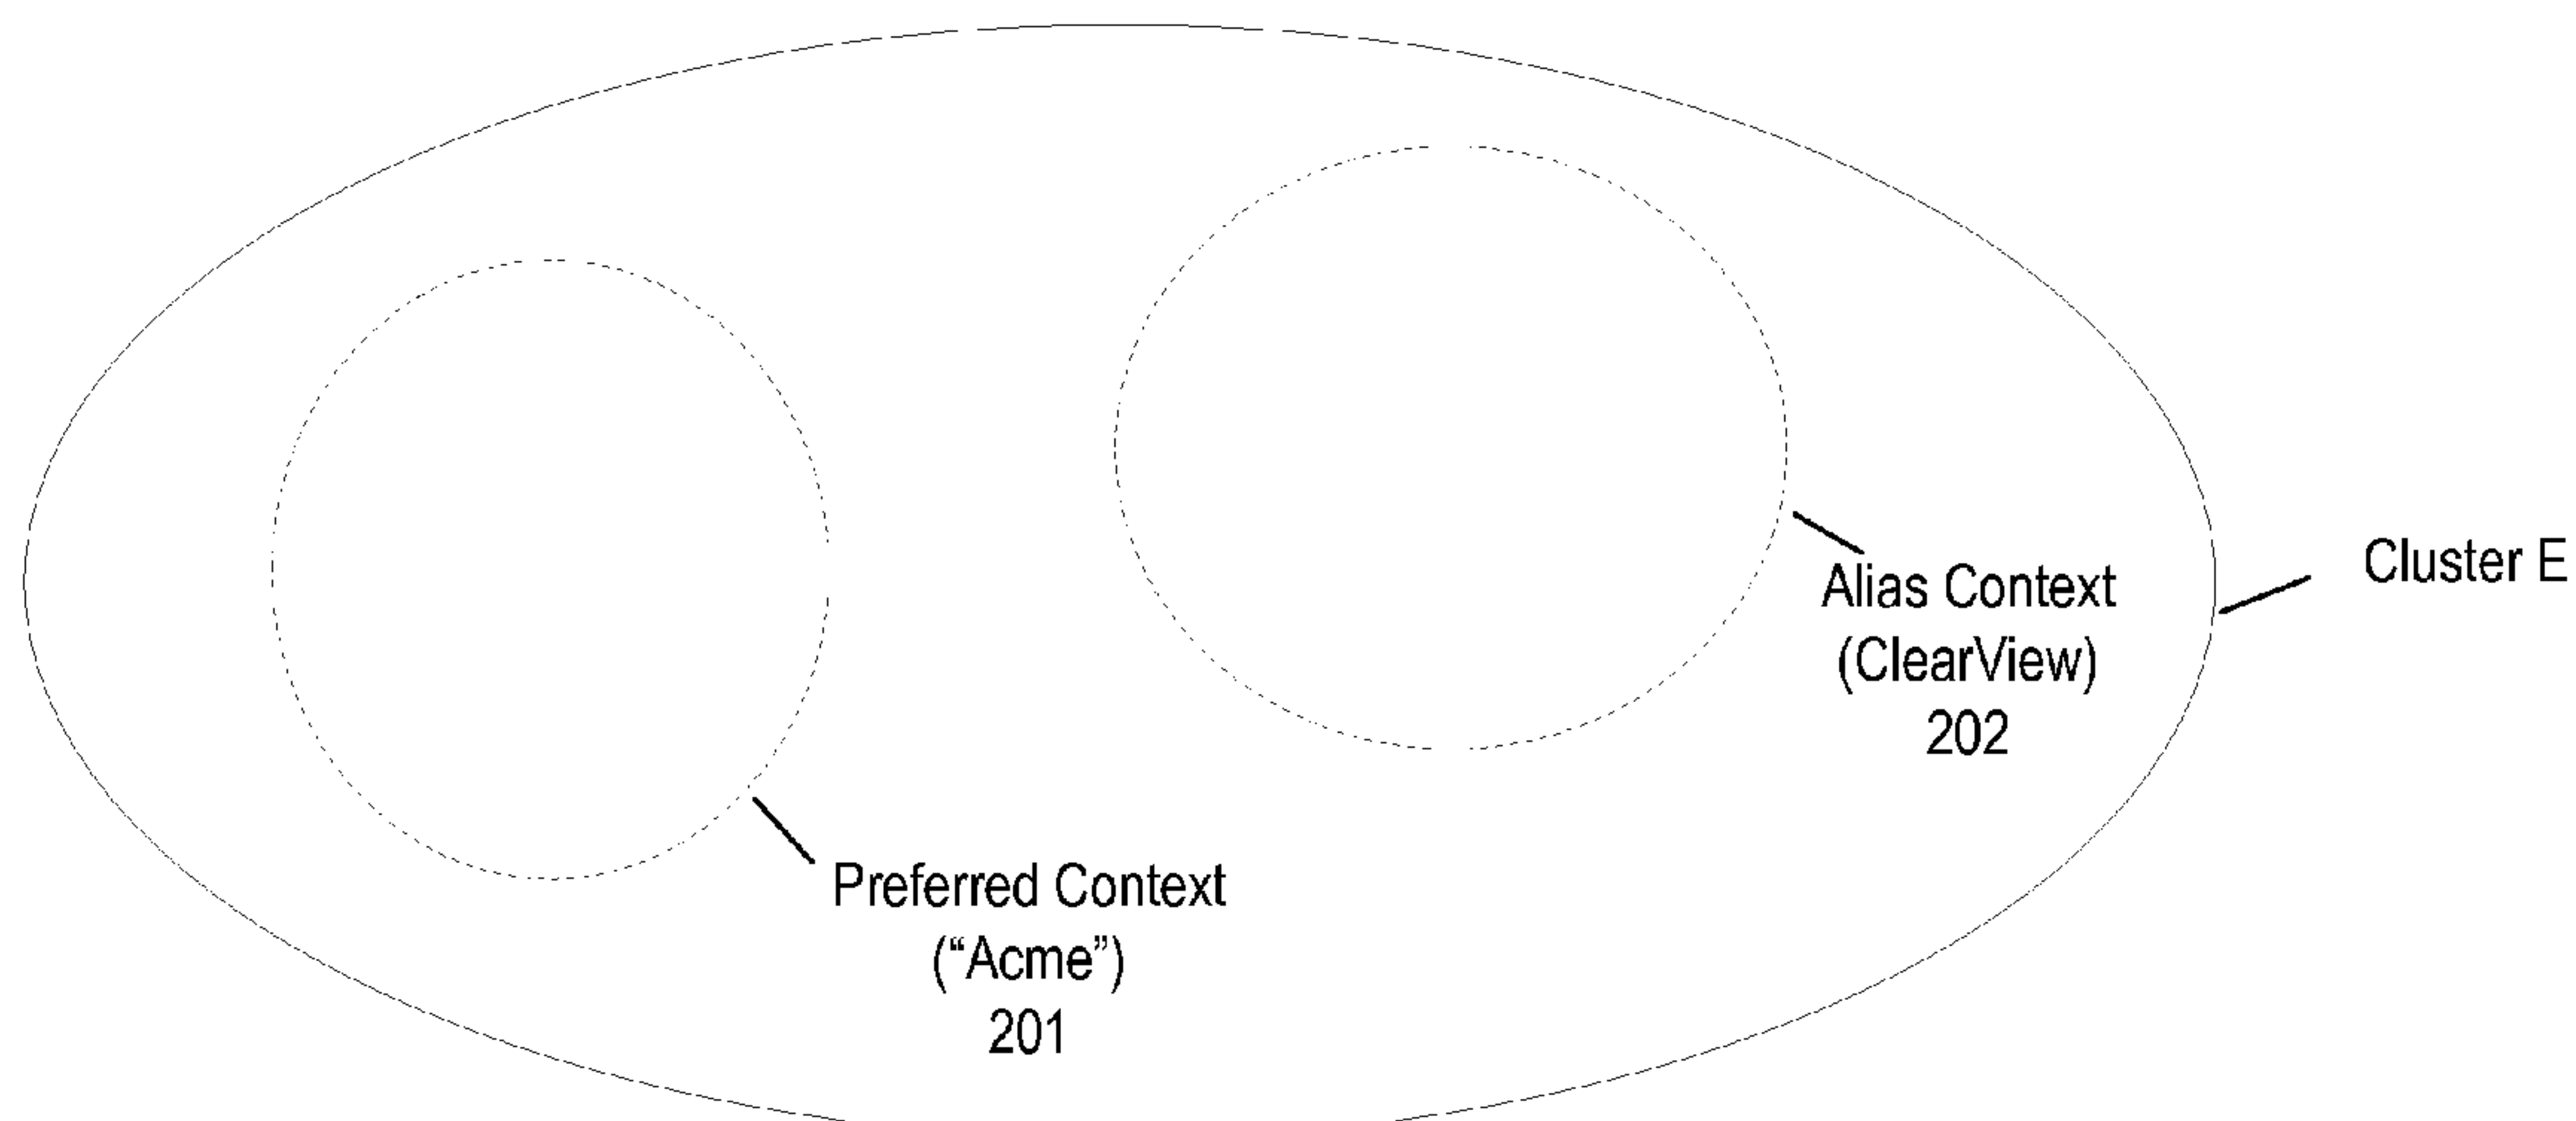 Cluster E
Alias Context
(ClearView)
202
Preferred Context
(“Acme”)
201